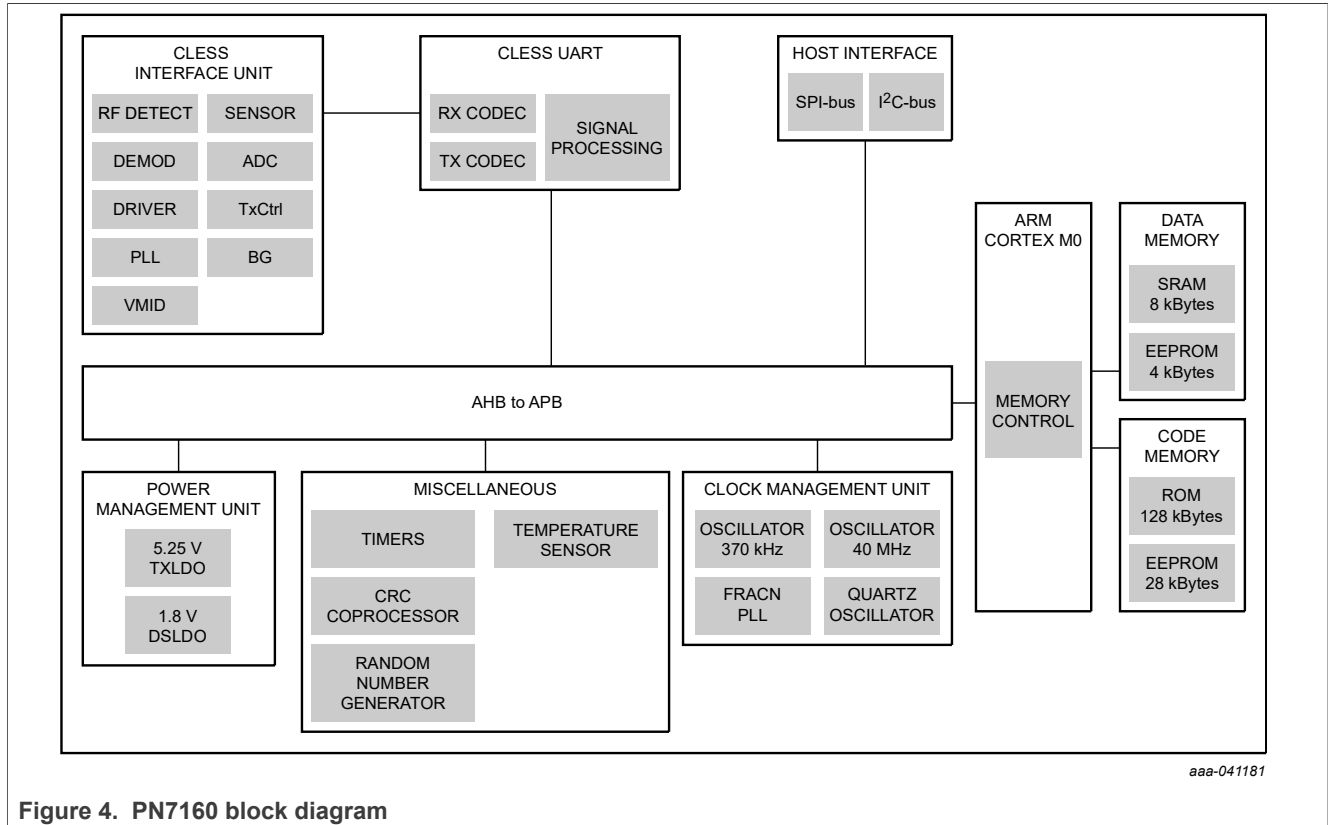 CLESS
INTERFACE UNIT
RF DETECT
SENSOR
DEMOD
ADC
DRIVER
TxCtrl
PLL
BG
VMID
CLESS UART
RX CODEC
TX CODEC
SIGNAL
PROCESSING
HOST INTERFACE
SPI-bus
I²C-bus
ARM
CORTEX M0
MEMORY
CONTROL
DATA
MEMORY
SRAM
8 kBytes
EEPROM
4 kBytes
CODE
MEMORY
ROM
128 kBytes
EEPROM
28 kBytes
AHB to APB
POWER
MANAGEMENT UNIT
5.25 V
TXLDO
1.8 V
DSLDO
MISCELLANEOUS
TIMERS
TEMPERATURE
SENSOR
CRC
COPROCESSOR
RANDOM
NUMBER
GENERATOR
CLOCK MANAGEMENT UNIT
OSCILLATOR
370 kHz
OSCILLATOR
40 MHz
FRACN
PLL
QUARTZ
OSCILLATOR
aaa-041181
Figure 4. PN7160 block diagram